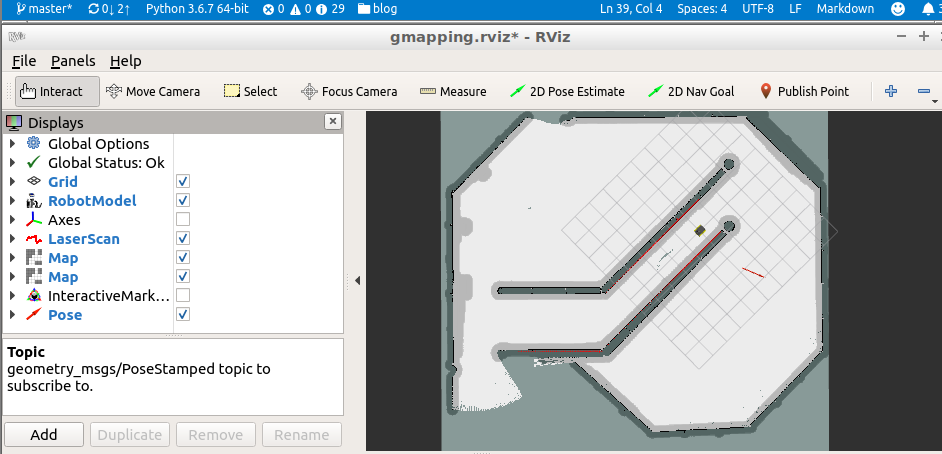 master* 0↓ 2↑ Python 3.6.7 64-bit 0 0 29 blog Ln 39, Col 4 Spaces: 4 UTF-8 LF Markdown 3
RViz gmapping.rviz* - RViz
File Panels Help
Interact Move Camera Select Focus Camera Measure 2D Pose Estimate 2D Nav Goal Publish Point
Displays
Global Options
Global Status: Ok
Grid
RobotModel
Axes
LaserScan
Map
Map
InteractiveMark...
Pose
Topic
geometry_msgs/PoseStamped topic to
subscribe to.
Add Duplicate Remove Rename